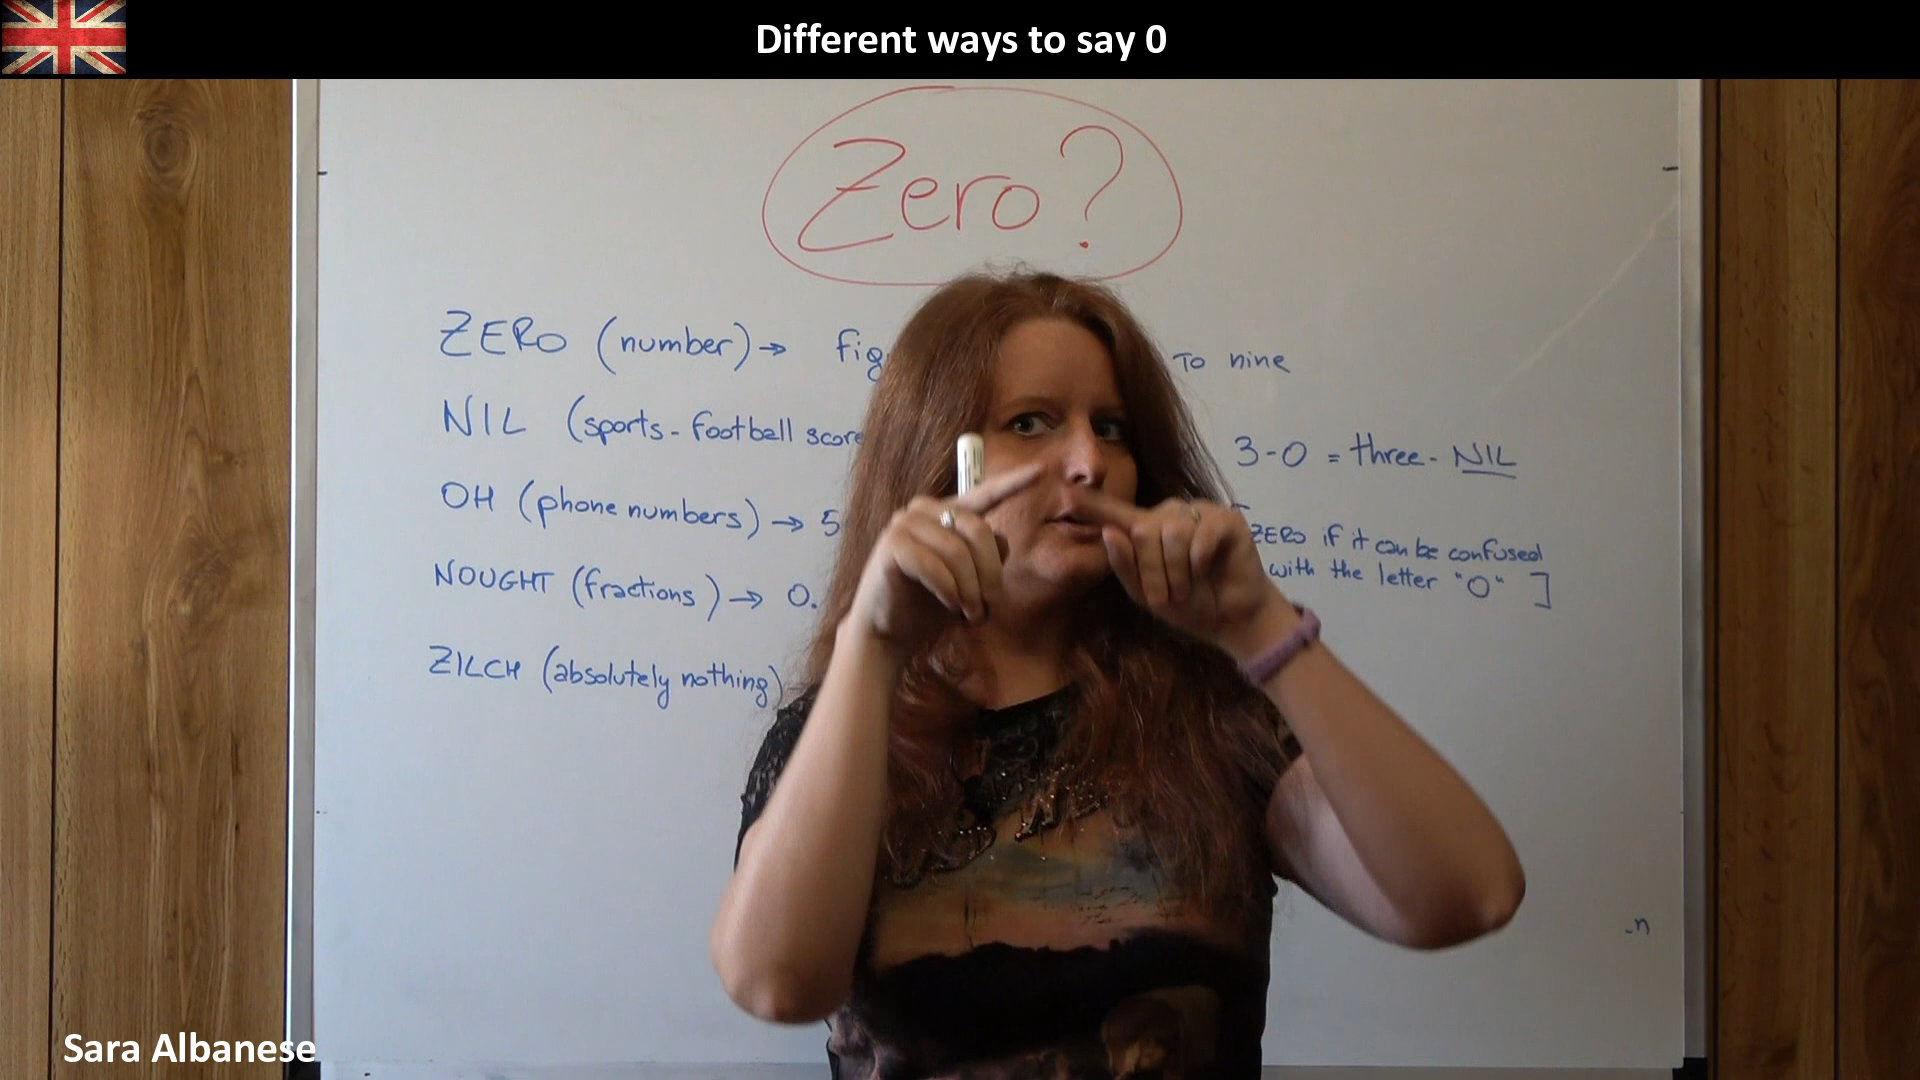 Different ways to say 0
Zero?
ZERO (number) → fig To nine
NIL (sports - football score 3-0 = three - NIL
OH (phone numbers) → 5 ZERO if it can be confused
with the letter "O" ]
NOUGHT (fractions) → 0.
ZILCH (absolutely nothing)
-n
Sara Albanese